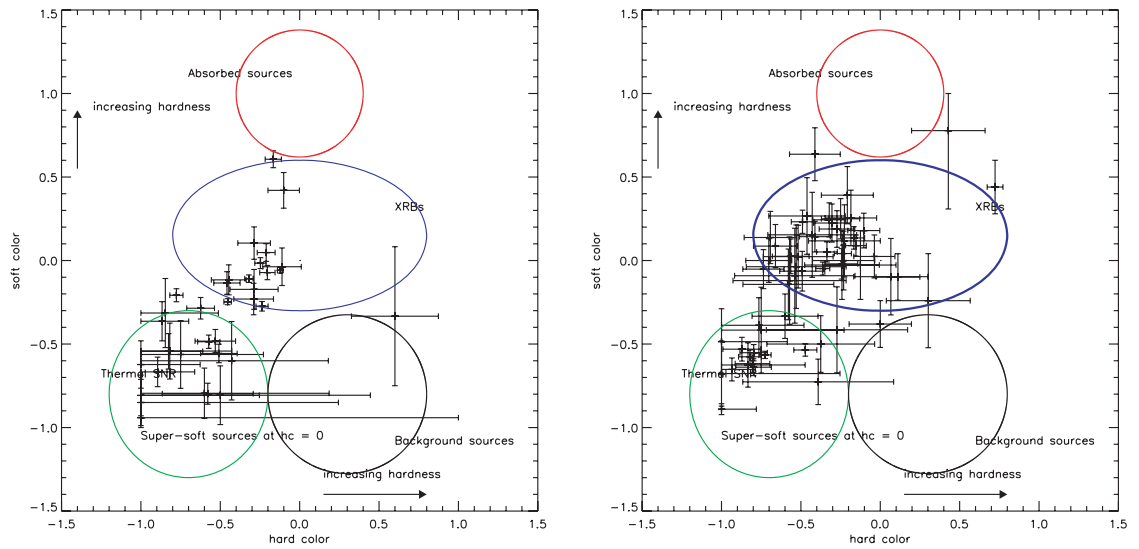 1.5
1.0
0.5
0.0
−0.5
−1.0
−1.5
soft color
Absorbed sources
increasing hardness
XRBs
Thermal SNR
Super-soft sources at hc = 0
Background sources
increasing hardness
−1.5 −1.0 −0.5 0.0 0.5 1.0 1.5
hard color
1.5
1.0
0.5
0.0
−0.5
−1.0
−1.5
soft color
Absorbed sources
increasing hardness
XRBs
Thermal SNR
Super-soft sources at hc = 0
Background sources
increasing hardness
−1.5 −1.0 −0.5 0.0 0.5 1.0 1.5
hard color